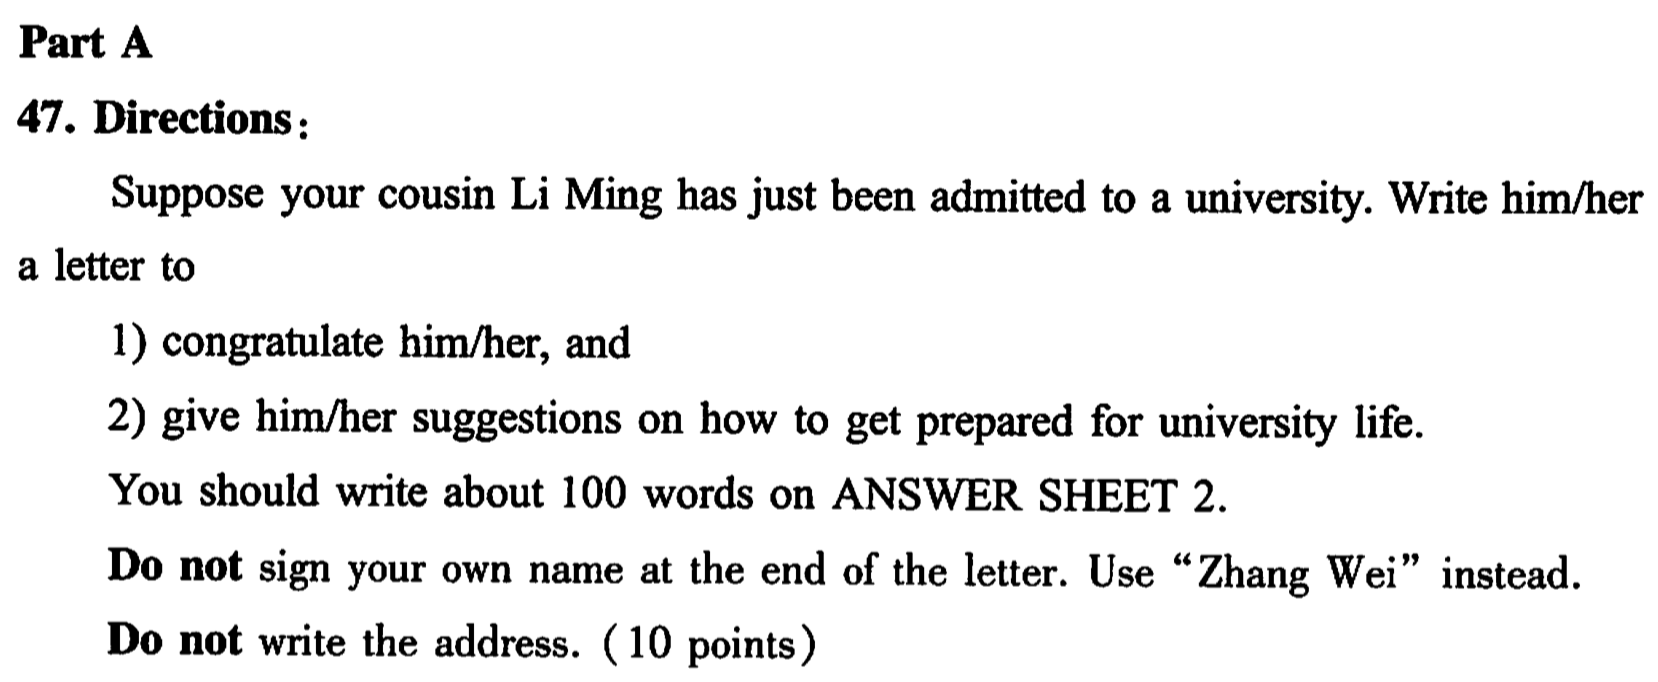 Part A
47. Directions:
Suppose your cousin Li Ming has just been admitted to a university. Write him/her
a letter to
1) congratulate him/her, and
2) give him/her suggestions on how to get prepared for university life.
You should write about 100 words on ANSWER SHEET 2.
Do not sign your own name at the end of the letter. Use “Zhang Wei” instead.
Do not write the address. (10 points)